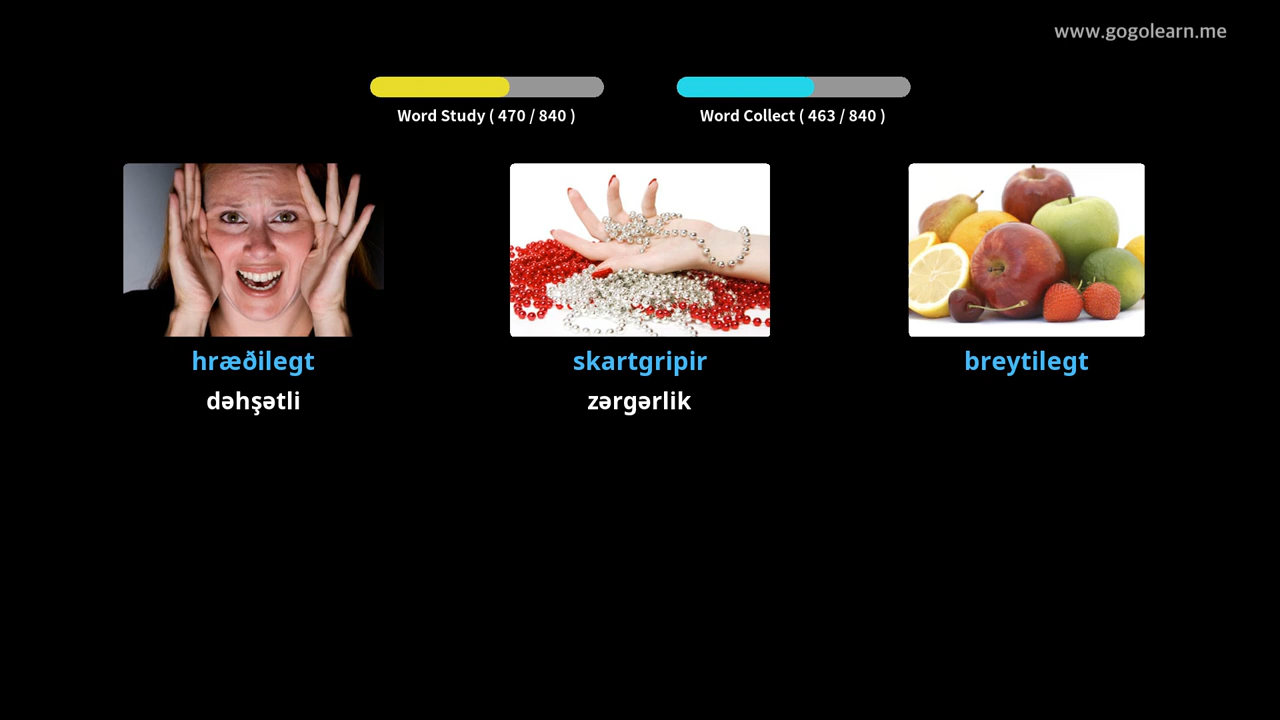 www.gogolearn.me
Word Study ( 470 / 840 )
Word Collect ( 463 / 840 )
hræðilegt
skartgripir
breytilegt
dəhşətli
zərgərlik